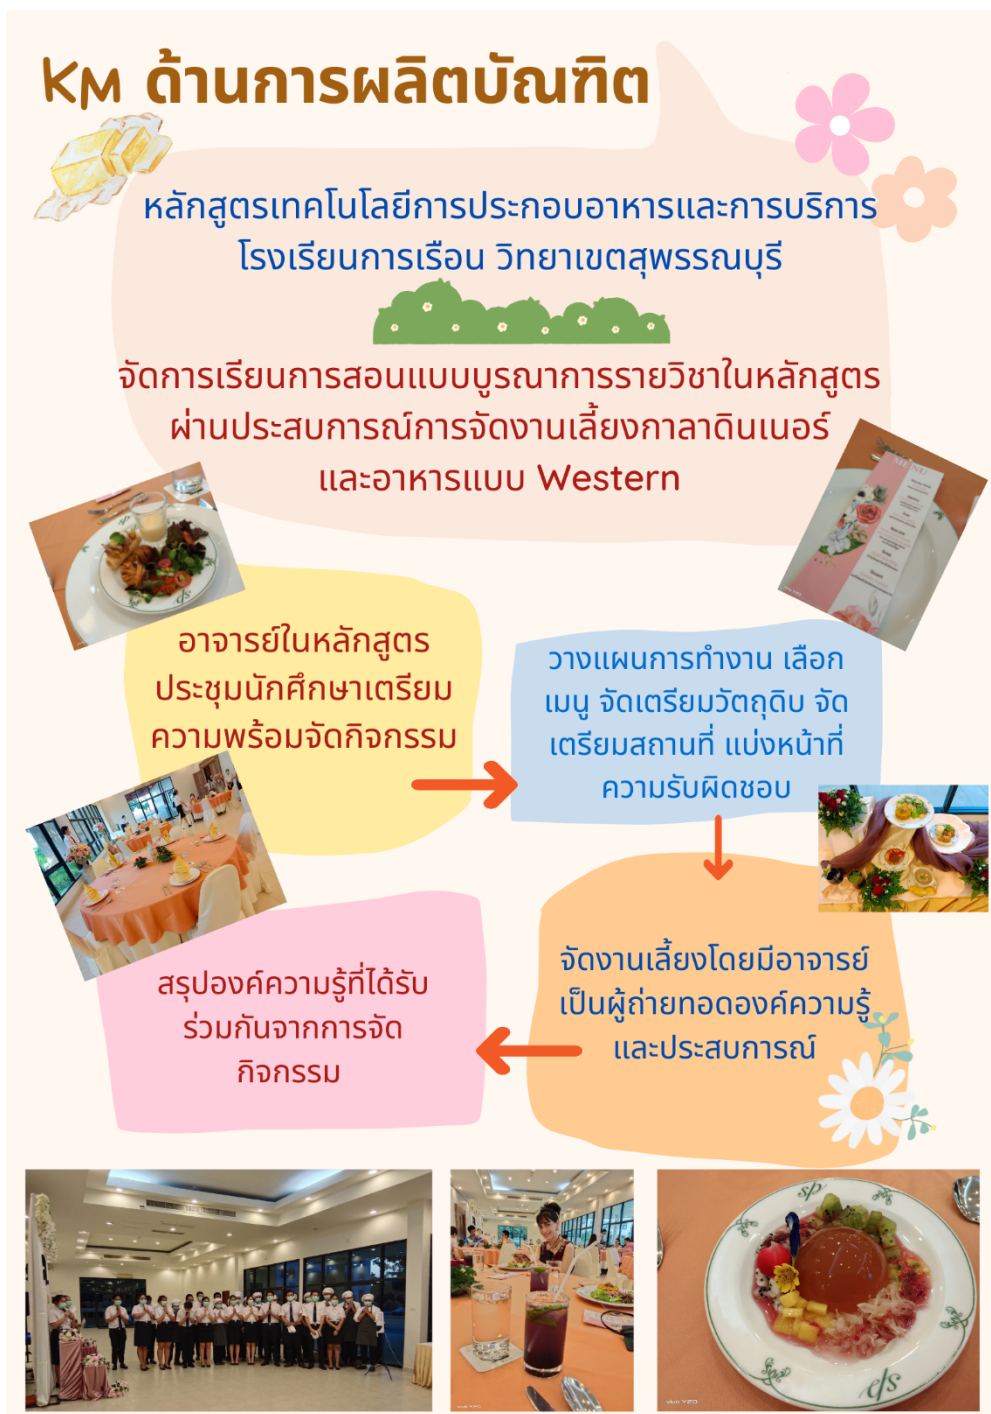 KM ด้านการผลิตบัณฑิต
หลักสูตรเทคโนโลยีการประกอบอาหารและการบริการ
โรงเรียนการเรือน วิทยาเขตสุพรรณบุรี
จัดการเรียนการสอนแบบบูรณาการรายวิชาในหลักสูตร
ผ่านประสบการณ์การจัดงานเลี้ยงกาลาดินเนอร์
และอาหารแบบ Western
MENU
อาจารย์ในหลักสูตร
ประชุมนักศึกษาเตรียม
ความพร้อมจัดกิจกรรม
วางแผนการทำงาน เลือก
เมนู จัดเตรียมวัตถุดิบ จัด
เตรียมสถานที่ แบ่งหน้าที่
ความรับผิดชอบ
จัดงานเลี้ยงโดยมีอาจารย์
เป็นผู้ถ่ายทอดองค์ความรู้
และประสบการณ์
สรุปองค์ความรู้ที่ได้รับ
ร่วมกันจากการจัด
กิจกรรม